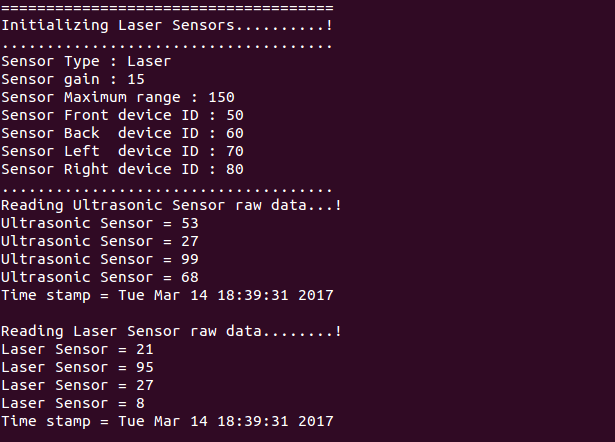 =====================================
Initializing Laser Sensors..........!
.....................................
Sensor Type : Laser
Sensor gain : 15
Sensor Maximum range : 150
Sensor Front device ID : 50
Sensor Back  device ID : 60
Sensor Left  device ID : 70
Sensor Right device ID : 80
.....................................
Reading Ultrasonic Sensor raw data...!
Ultrasonic Sensor = 53
Ultrasonic Sensor = 27
Ultrasonic Sensor = 99
Ultrasonic Sensor = 68
Time stamp = Tue Mar 14 18:39:31 2017
Reading Laser Sensor raw data........!
Laser Sensor = 21
Laser Sensor = 95
Laser Sensor = 27
Laser Sensor = 8
Time stamp = Tue Mar 14 18:39:31 2017